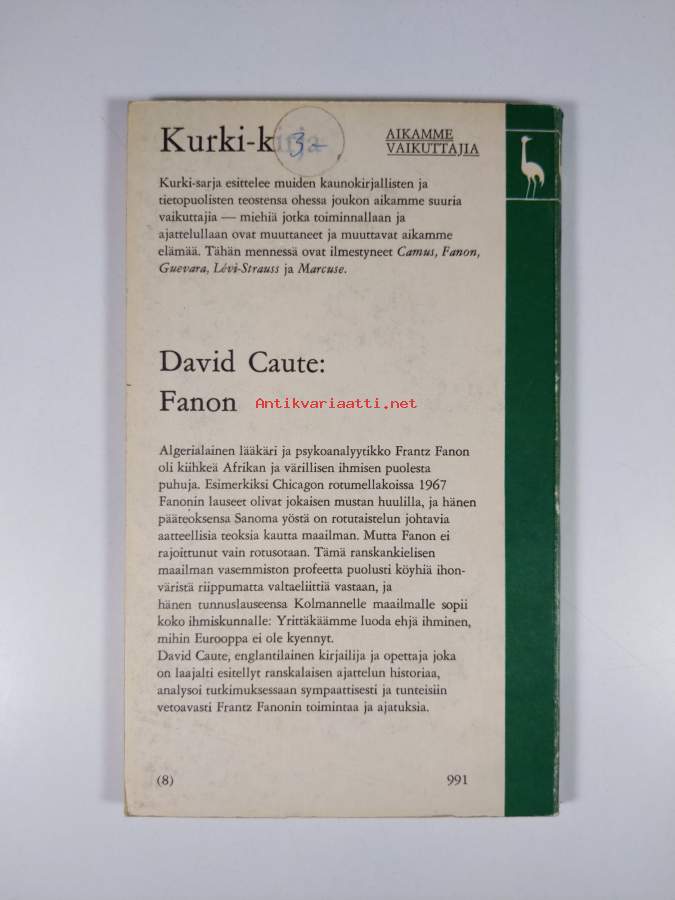 Kurki-kirja
3-
AIKAMME
VAIKUTTAJIA
Kurki-sarja esittelee muiden kaunokirjallisten ja
tietopuolisten teostensa ohessa joukon aikamme suuria
vaikuttajia — miehiä jotka toiminnallaan ja
ajattelullaan ovat muuttaneet ja muuttavat aikamme
elämää. Tähän mennessä ovat ilmestyneet Camus, Fanon,
Guevara, Lévi-Strauss ja Marcuse.
David Caute:
Fanon
Antikvariaatti.net
Algerialainen lääkäri ja psykoanalyytikko Frantz Fanon
oli kiihkeä Afrikan ja värillisen ihmisen puolesta
puhuja. Esimerkiksi Chicagon rotumellakoissa 1967
Fanonin lauseet olivat jokaisen mustan huulilla, ja hänen
pääteoksensa Sanoma yöstä on rotutaistelun johtavia
aatteellisia teoksia kautta maailman. Mutta Fanon ei
rajoittunut vain rotusotaan. Tämä ranskankielisen
maailman vasemmiston profeetta puolusti köyhiä ihon-
väristä riippumatta valtaeliittiä vastaan, ja
hänen tunnuslauseensa Kolmannelle maailmalle sopii
koko ihmiskunnalle: Yrittäkäämme luoda ehjä ihminen,
mihin Eurooppa ei ole kyennyt.
David Caute, englantilainen kirjailija ja opettaja joka
on laajalti esitellyt ranskalaisen ajattelun historiaa,
analysoi tutkimuksessaan sympaattisesti ja tunteisiin
vetoavasti Frantz Fanonin toimintaa ja ajatuksia.
(8)
991